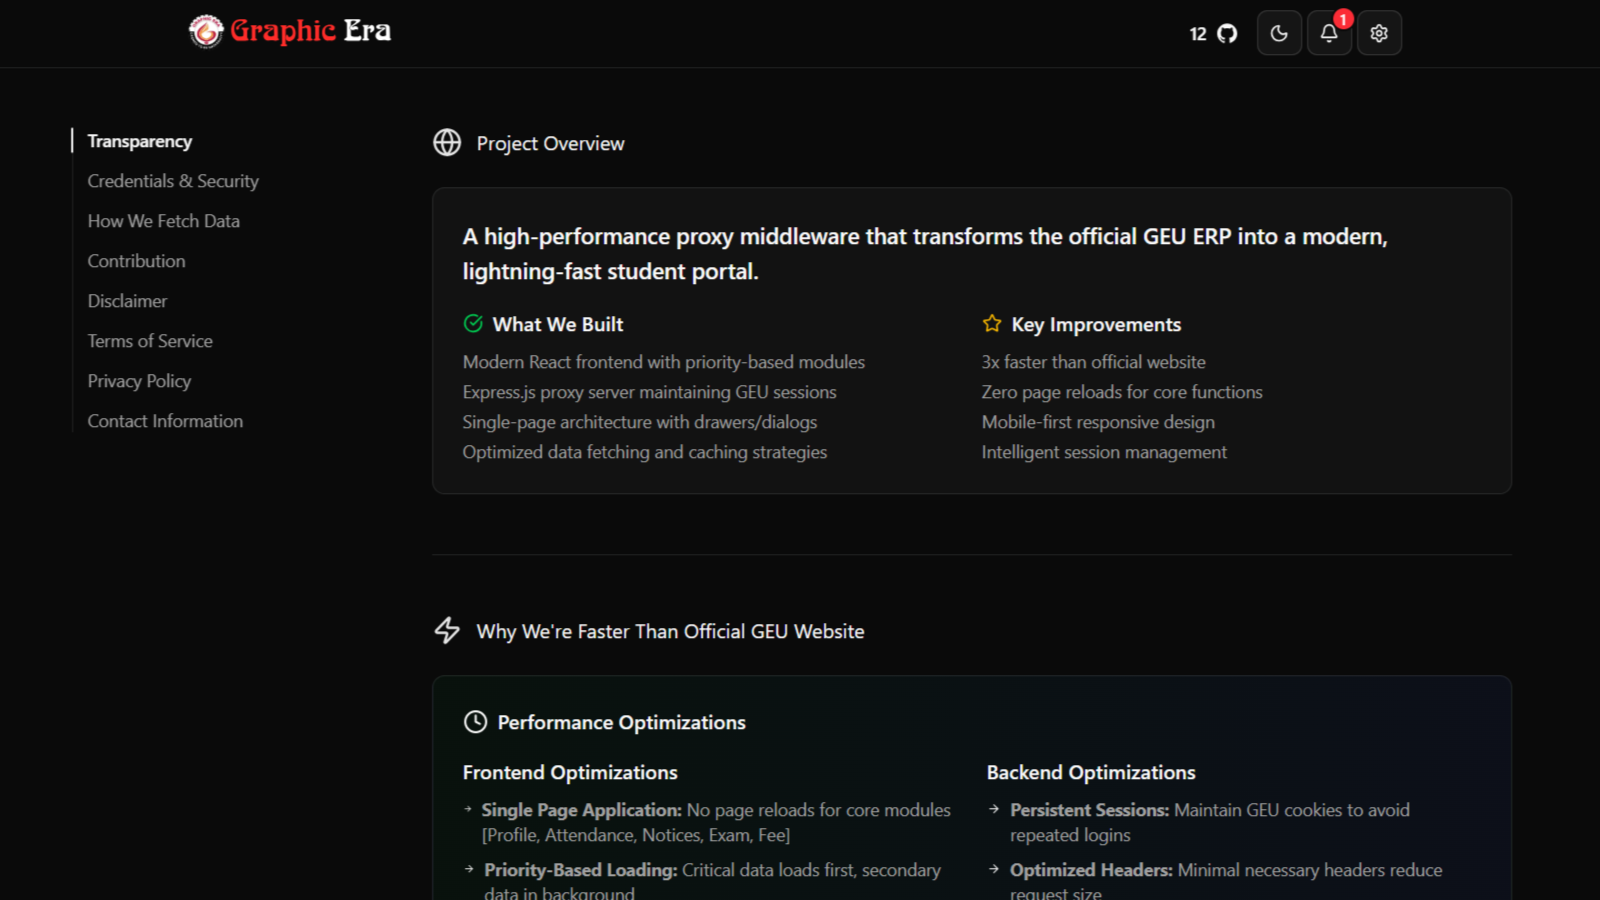 Graphic Era
12
1
Transparency
Credentials & Security
How We Fetch Data
Contribution
Disclaimer
Terms of Service
Privacy Policy
Contact Information
Project Overview
A high-performance proxy middleware that transforms the official GEU ERP into a modern,
lightning-fast student portal.
What We Built
Modern React frontend with priority-based modules
Express.js proxy server maintaining GEU sessions
Single-page architecture with drawers/dialogs
Optimized data fetching and caching strategies
Key Improvements
3x faster than official website
Zero page reloads for core functions
Mobile-first responsive design
Intelligent session management
Why We're Faster Than Official GEU Website
Performance Optimizations
Frontend Optimizations
→ Single Page Application: No page reloads for core modules
[Profile, Attendance, Notices, Exam, Fee]
→ Priority-Based Loading: Critical data loads first, secondary
data in background
Backend Optimizations
→ Persistent Sessions: Maintain GEU cookies to avoid
repeated logins
→ Optimized Headers: Minimal necessary headers reduce
request size